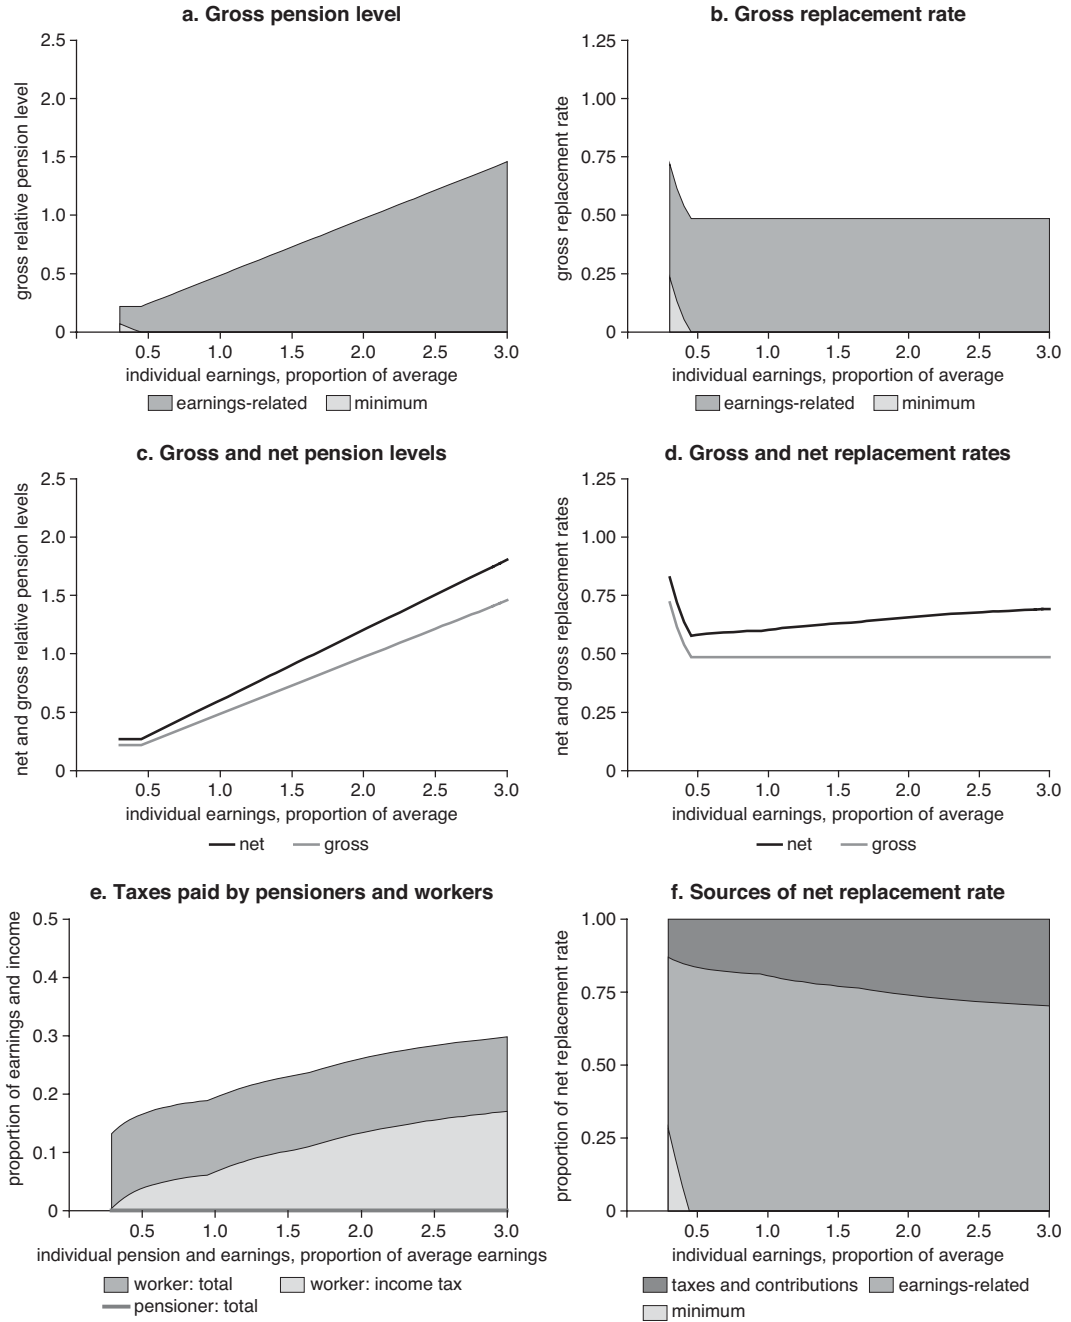 a. Gross pension level
gross relative pension level
2.5
2.0
1.5
1.0
0.5
0
0.5 1.0 1.5 2.0 2.5 3.0
individual earnings, proportion of average
earnings-related minimum
b. Gross replacement rate
gross replacement rate
1.25
1.00
0.75
0.50
0.25
0
0.5 1.0 1.5 2.0 2.5 3.0
individual earnings, proportion of average
earnings-related minimum
c. Gross and net pension levels
net and gross relative pension levels
2.5
2.0
1.5
1.0
0.5
0
0.5 1.0 1.5 2.0 2.5 3.0
individual earnings, proportion of average
net gross
d. Gross and net replacement rates
net and gross replacement rates
1.25
1.00
0.75
0.50
0.25
0
0.5 1.0 1.5 2.0 2.5 3.0
individual earnings, proportion of average
net gross
e. Taxes paid by pensioners and workers
proportion of earnings and income
0.5
0.4
0.3
0.2
0.1
0
0.5 1.0 1.5 2.0 2.5 3.0
individual pension and earnings, proportion of average earnings
worker: total worker: income tax
pensioner: total
f. Sources of net replacement rate
proportion of net replacement rate
1.00
0.75
0.50
0.25
0
0.5 1.0 1.5 2.0 2.5 3.0
individual earnings, proportion of average
taxes and contributions earnings-related
minimum